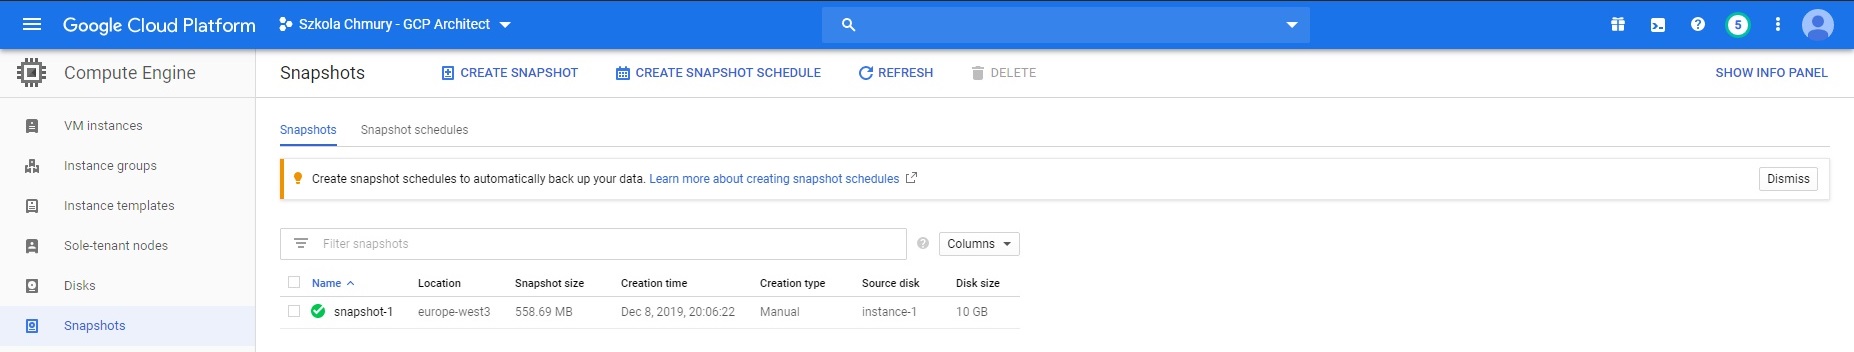 Google Cloud Platform Szkola Chmury - GCP Architect 5
Compute Engine
Snapshots CREATE SNAPSHOT CREATE SNAPSHOT SCHEDULE REFRESH DELETE SHOW INFO PANEL
VM instances
Instance groups
Instance templates
Sole-tenant nodes
Disks
Snapshots
Snapshots Snapshot schedules
Create snapshot schedules to automatically back up your data. Learn more about creating snapshot schedules Dismiss
Filter snapshots ? Columns
Name Location Snapshot size Creation time Creation type Source disk Disk size
snapshot-1 europe-west3 558.69 MB Dec 8, 2019, 20:06:22 Manual instance-1 10 GB